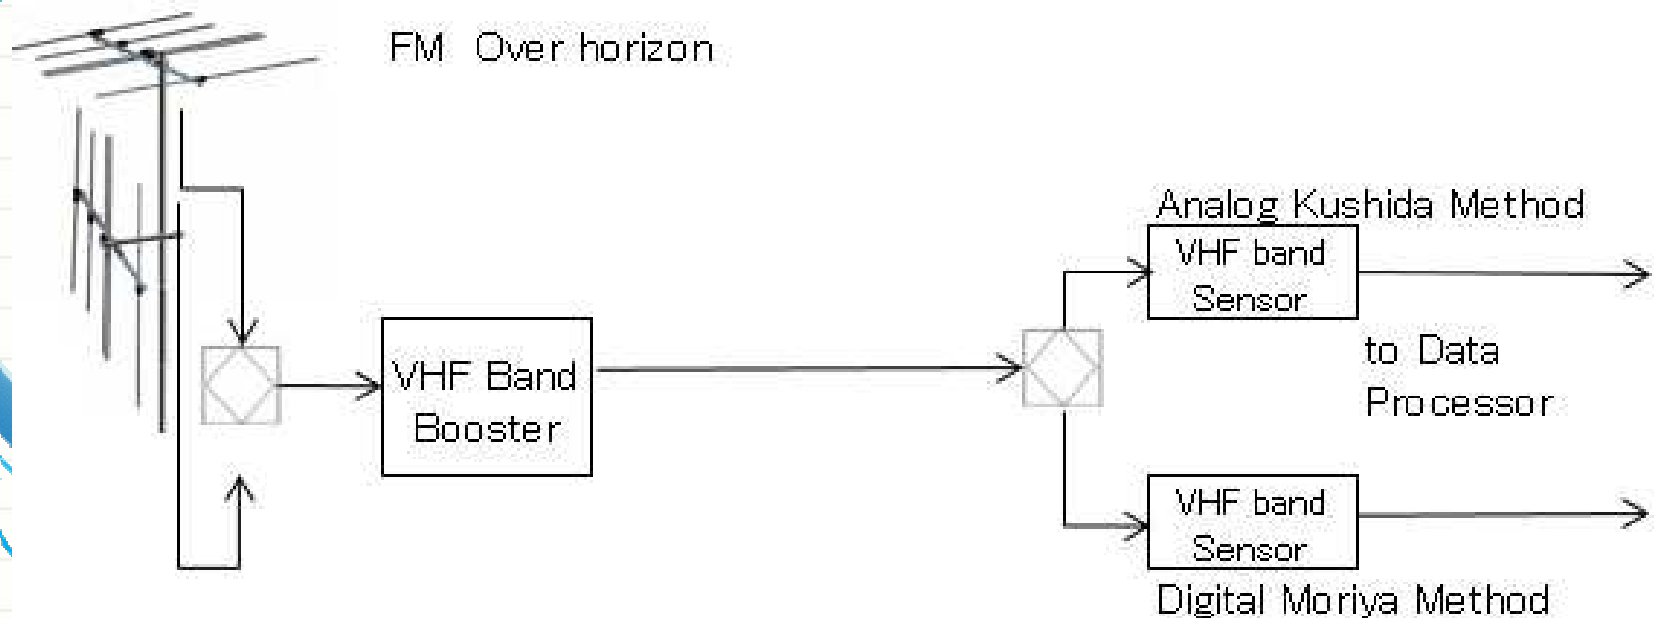 FM Over horizon
Analog Kushida Method
VHF band
Sensor
to Data
Processor
VHF Band
Booster
VHF band
Sensor
Digital Moriya Method